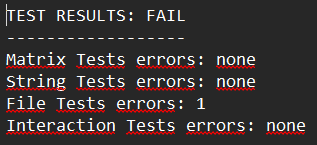 TEST RESULTS: FAIL
------------------
Matrix Tests errors: none
String Tests errors: none
File Tests errors: 1
Interaction Tests errors: none